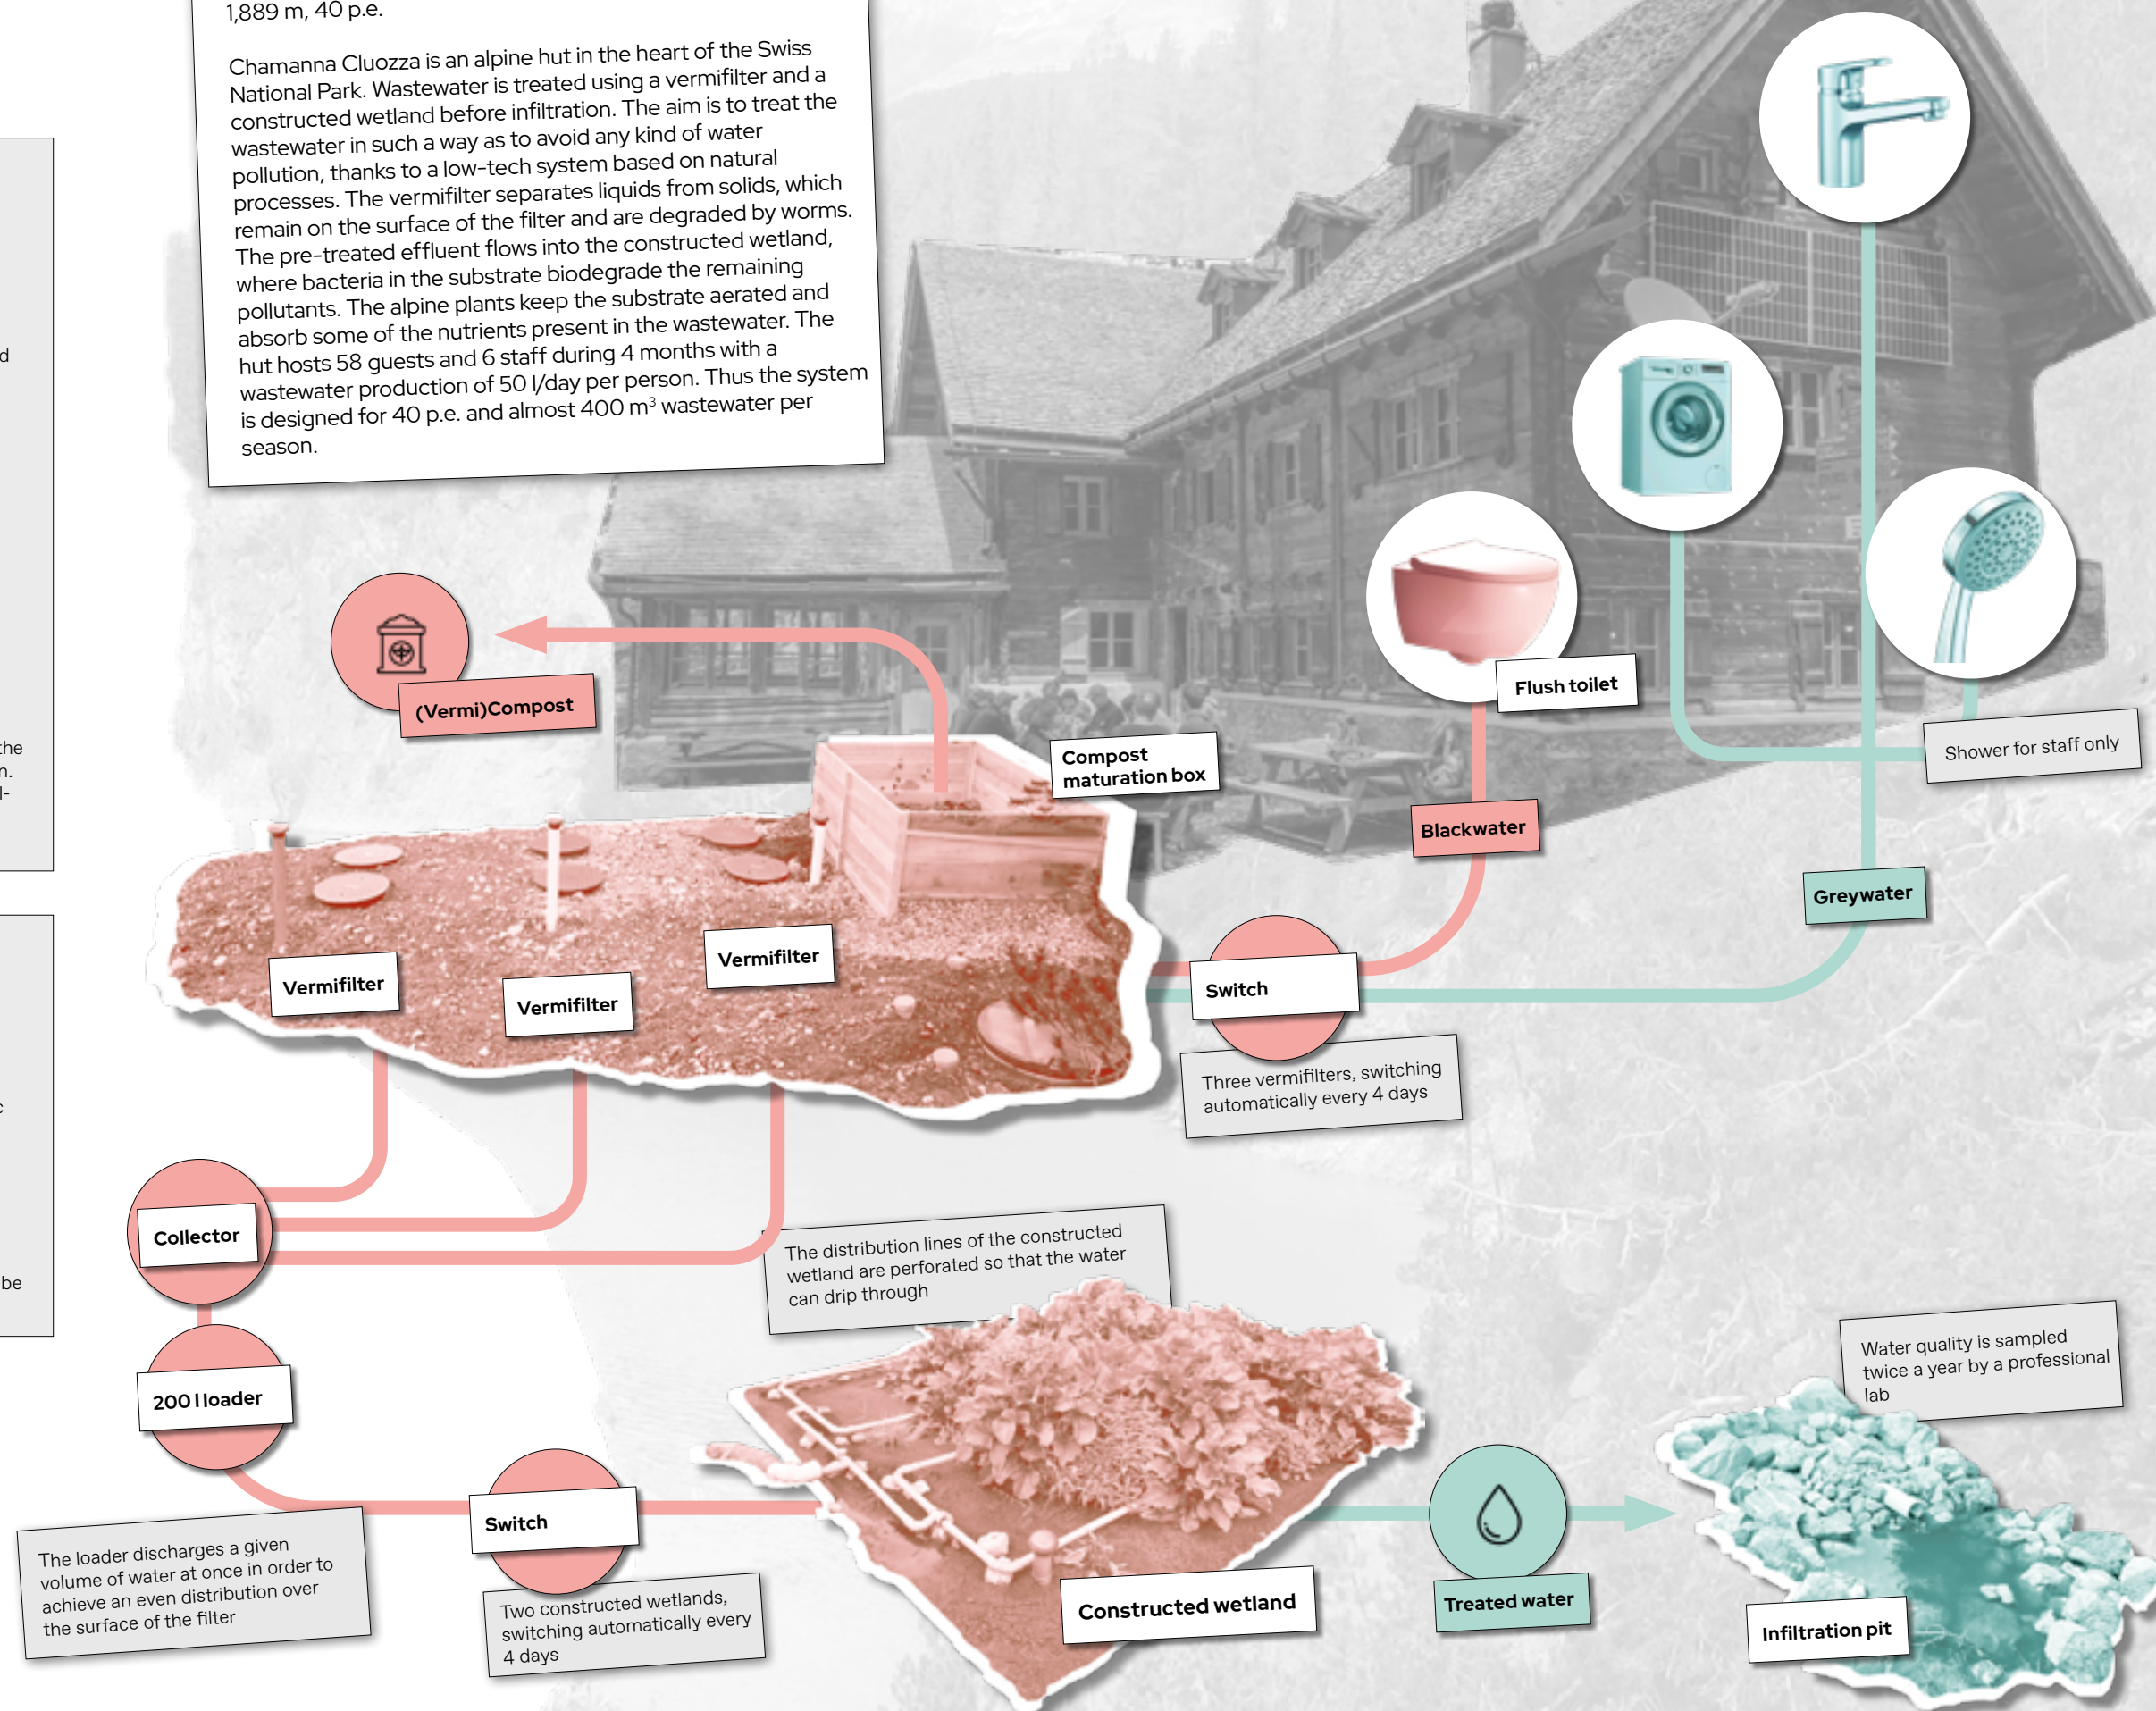 1,889 m, 40 p.e.
Chamanna Cluozza is an alpine hut in the heart of the Swiss
National Park. Wastewater is treated using a vermifilter and a
constructed wetland before infiltration. The aim is to treat the
wastewater in such a way as to avoid any kind of water
pollution, thanks to a low-tech system based on natural
processes. The vermifilter separates liquids from solids, which
remain on the surface of the filter and are degraded by worms.
The pre-treated effluent flows into the constructed wetland,
where bacteria in the substrate biodegrade the remaining
pollutants. The alpine plants keep the substrate aerated and
absorb some of the nutrients present in the wastewater. The
hut hosts 58 guests and 6 staff during 4 months with a
wastewater production of 50 l/day per person. Thus the system
is designed for 40 p.e. and almost 400 m³ wastewater per
season.
d
the
n.
l-
c
be
(Vermi)Compost
Flush toilet
Compost
maturation box
Shower for staff only
Blackwater
Greywater
Vermifilter
Vermifilter
Vermifilter
Switch
Three vermifilters, switching
automatically every 4 days
Collector
The distribution lines of the constructed
wetland are perforated so that the water
can drip through
200 l loader
Water quality is sampled
twice a year by a professional
lab
Switch
The loader discharges a given
volume of water at once in order to
achieve an even distribution over
the surface of the filter
Two constructed wetlands,
switching automatically every
4 days
Constructed wetland
Treated water
Infiltration pit